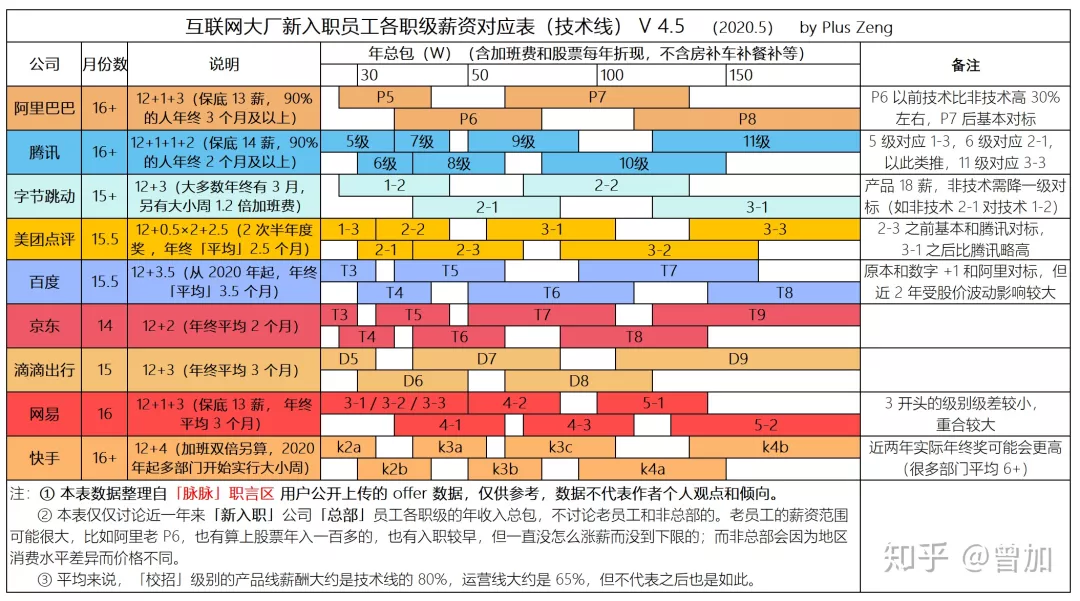 互联网大厂新入职员工各职级薪资对应表（技术线）V 4.5 （2020.5） by Plus Zeng
公司 月份数 说明 年总包（W）（含加班费和股票每年折现，不含房补车补餐补等） 备注
30 50 100 150
阿里巴巴 16+ 12+1+3（保底 13 薪， 90%
的人年终 3 个月及以上）
P5 P7
P6 P8
P6 以前技术比非技术高 30%
左右，P7 后基本对标
腾讯 16+ 12+1+1+2（保底 14 薪，90%
的人年终 2 个月及以上）
5级 7级 9级 11级
6级 8级 10级
5 级对应 1-3，6 级对应 2-1，
以此类推，11 级对应 3-3
字节跳动 15+ 12+3（大多数年终有 3 月，
另有大小周 1.2 倍加班费）
1-2 2-2
2-1 3-1
产品 18 薪，非技术需降一级对
标（如非技术 2-1 对技术 1-2）
美团点评 15.5 12+0.5×2+2.5（2 次半年度
奖 ，年终「平均」2.5 个月）
1-3 2-2 3-1 3-3
2-1 2-3 3-2
2-3 之前基本和腾讯对标，
3-1 之后比腾讯略高
百度 15.5 12+3.5（从 2020 年起，年终
「平均」3.5 个月）
T3 T5 T7
T4 T6 T8
原本和数字 +1 和阿里对标，但
近 2 年受股价波动影响较大
京东 14 12+2（年终平均 2 个月）
T3 T5 T7 T9
T4 T6 T8
滴滴出行 15 12+3（年终平均 3 个月）
D5 D7 D9
D6 D8
网易 16 12+1+3（保底 13 薪， 年终
平均 3 个月）
3-1 / 3-2 / 3-3 4-2 5-1
4-1 4-3 5-2
3 开头的级别级差较小，
重合较大
快手 16+ 12+4（加班双倍另算，2020
年起多部门开始实行大小周）
k2a k3a k3c k4b
k2b k3b k4a
近两年实际年终奖可能会更高
（很多部门平均 6+）
注：① 本表数据整理自「脉脉」职言区 用户公开上传的 offer 数据，仅供参考，数据不代表作者个人观点和倾向。
② 本表仅仅讨论近一年来「新入职」公司「总部」员工各职级的年收入总包，不讨论老员工和非总部的。老员工的薪资范围
可能很大，比如阿里老 P6，也有算上股票年入一百多的，也有入职较早，但一直没怎么涨薪而没到下限的；而非总部会因为地区
消费水平差异而价格不同。
③ 平均来说，「校招」级别的产品线薪酬大约是技术线的 80%，运营线大约是 65%，但不代表之后也是如此。
知乎 @曾加